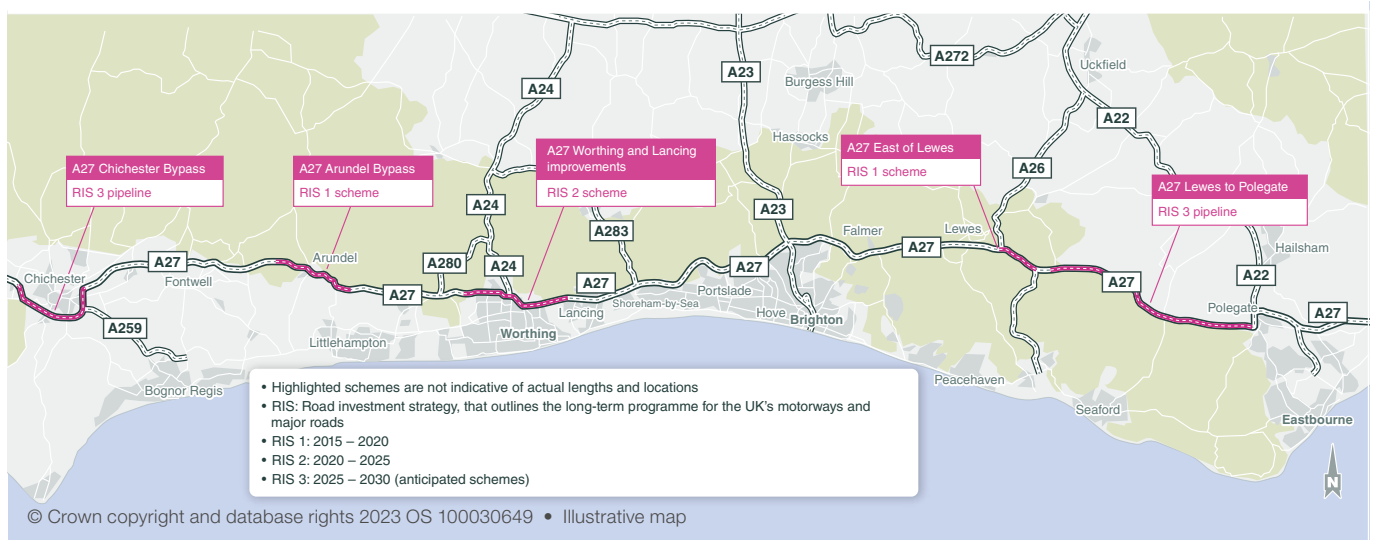 A272
Uckfield
A23
Burgess Hill
A24
A22
Hassocks
A27 Chichester Bypass
RIS 3 pipeline
A27 Arundel Bypass
RIS 1 scheme
A27 Worthing and Lancing
improvements
RIS 2 scheme
A27 East of Lewes
RIS 1 scheme
A26
A27 Lewes to Polegate
RIS 3 pipeline
A24
A23
A283
Falmer
Lewes
A27
Hailsham
Chichester
A27
Fontwell
Arundel
A280
A24
A27
A27
A27
Portslade
A27
A22
A259
Littlehampton
Worthing
Lancing
Shoreham-by-Sea
Hove
Brighton
Polegate
A27
Bognor Regis
Peacehaven
Seaford
Eastbourne
• Highlighted schemes are not indicative of actual lengths and locations
• RIS: Road investment strategy, that outlines the long-term programme for the UK's motorways and
major roads
• RIS 1: 2015 – 2020
• RIS 2: 2020 – 2025
• RIS 3: 2025 – 2030 (anticipated schemes)
N
© Crown copyright and database rights 2023 OS 100030649 • Illustrative map